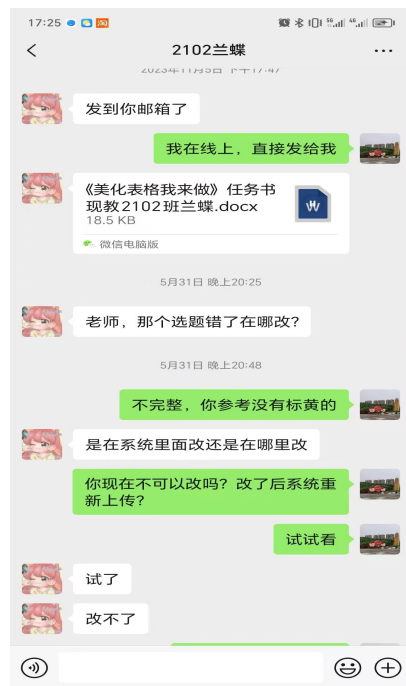 17:25
2102兰蝶
发到你邮箱了
我在线上，直接发给我
《美化表格我来做》任务书
现教2102班兰蝶.docx
18.5 KB
微信电脑版
5月31日 晚上20:25
老师，那个选题错了在哪改？
5月31日 晚上20:48
不完整，你参考没有标黄的
是在系统里面改还是在哪里改
你现在不可以改吗？改了后系统重
新上传？
试试看
试了
改不了